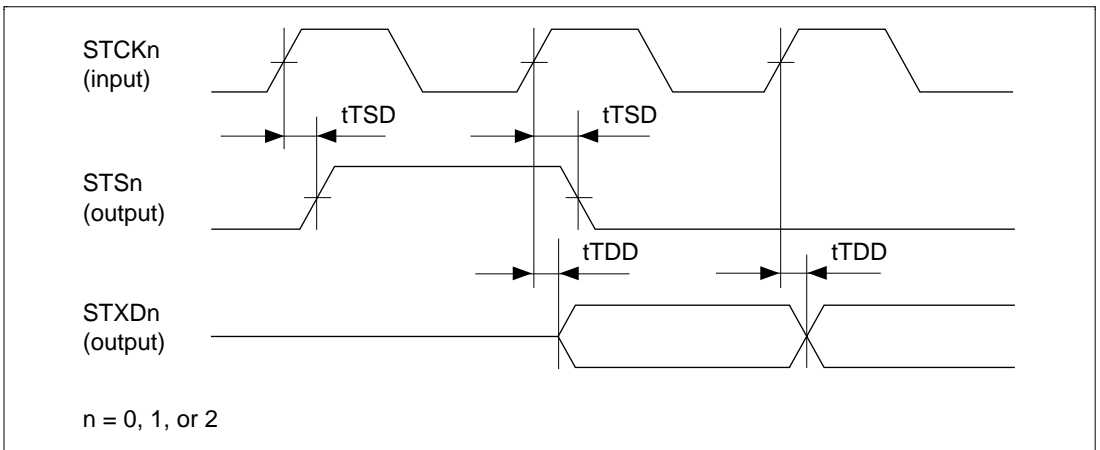 STCKn
(input)
tTSD
tTSD
STSn
(output)
tTDD
tTDD
STXDn
(output)
n = 0, 1, or 2